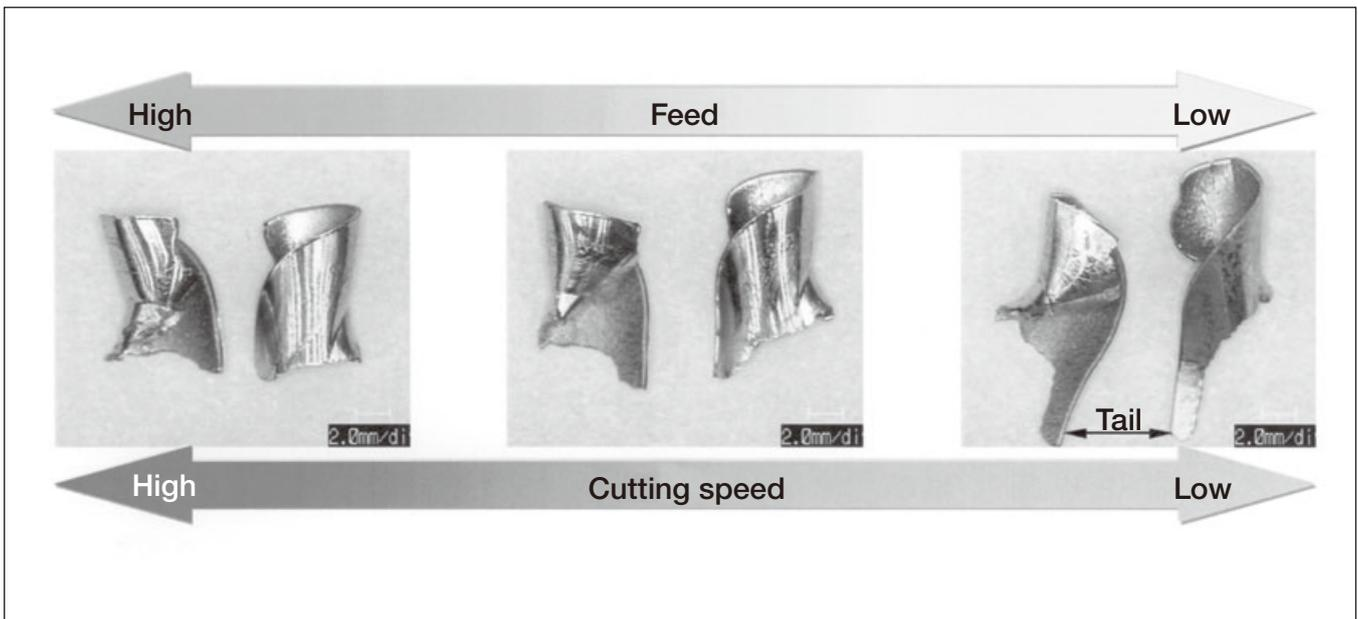 High Feed Low
2.0mm/di
2.0mm/di
Tail
2.0mm/di
High Cutting speed Low